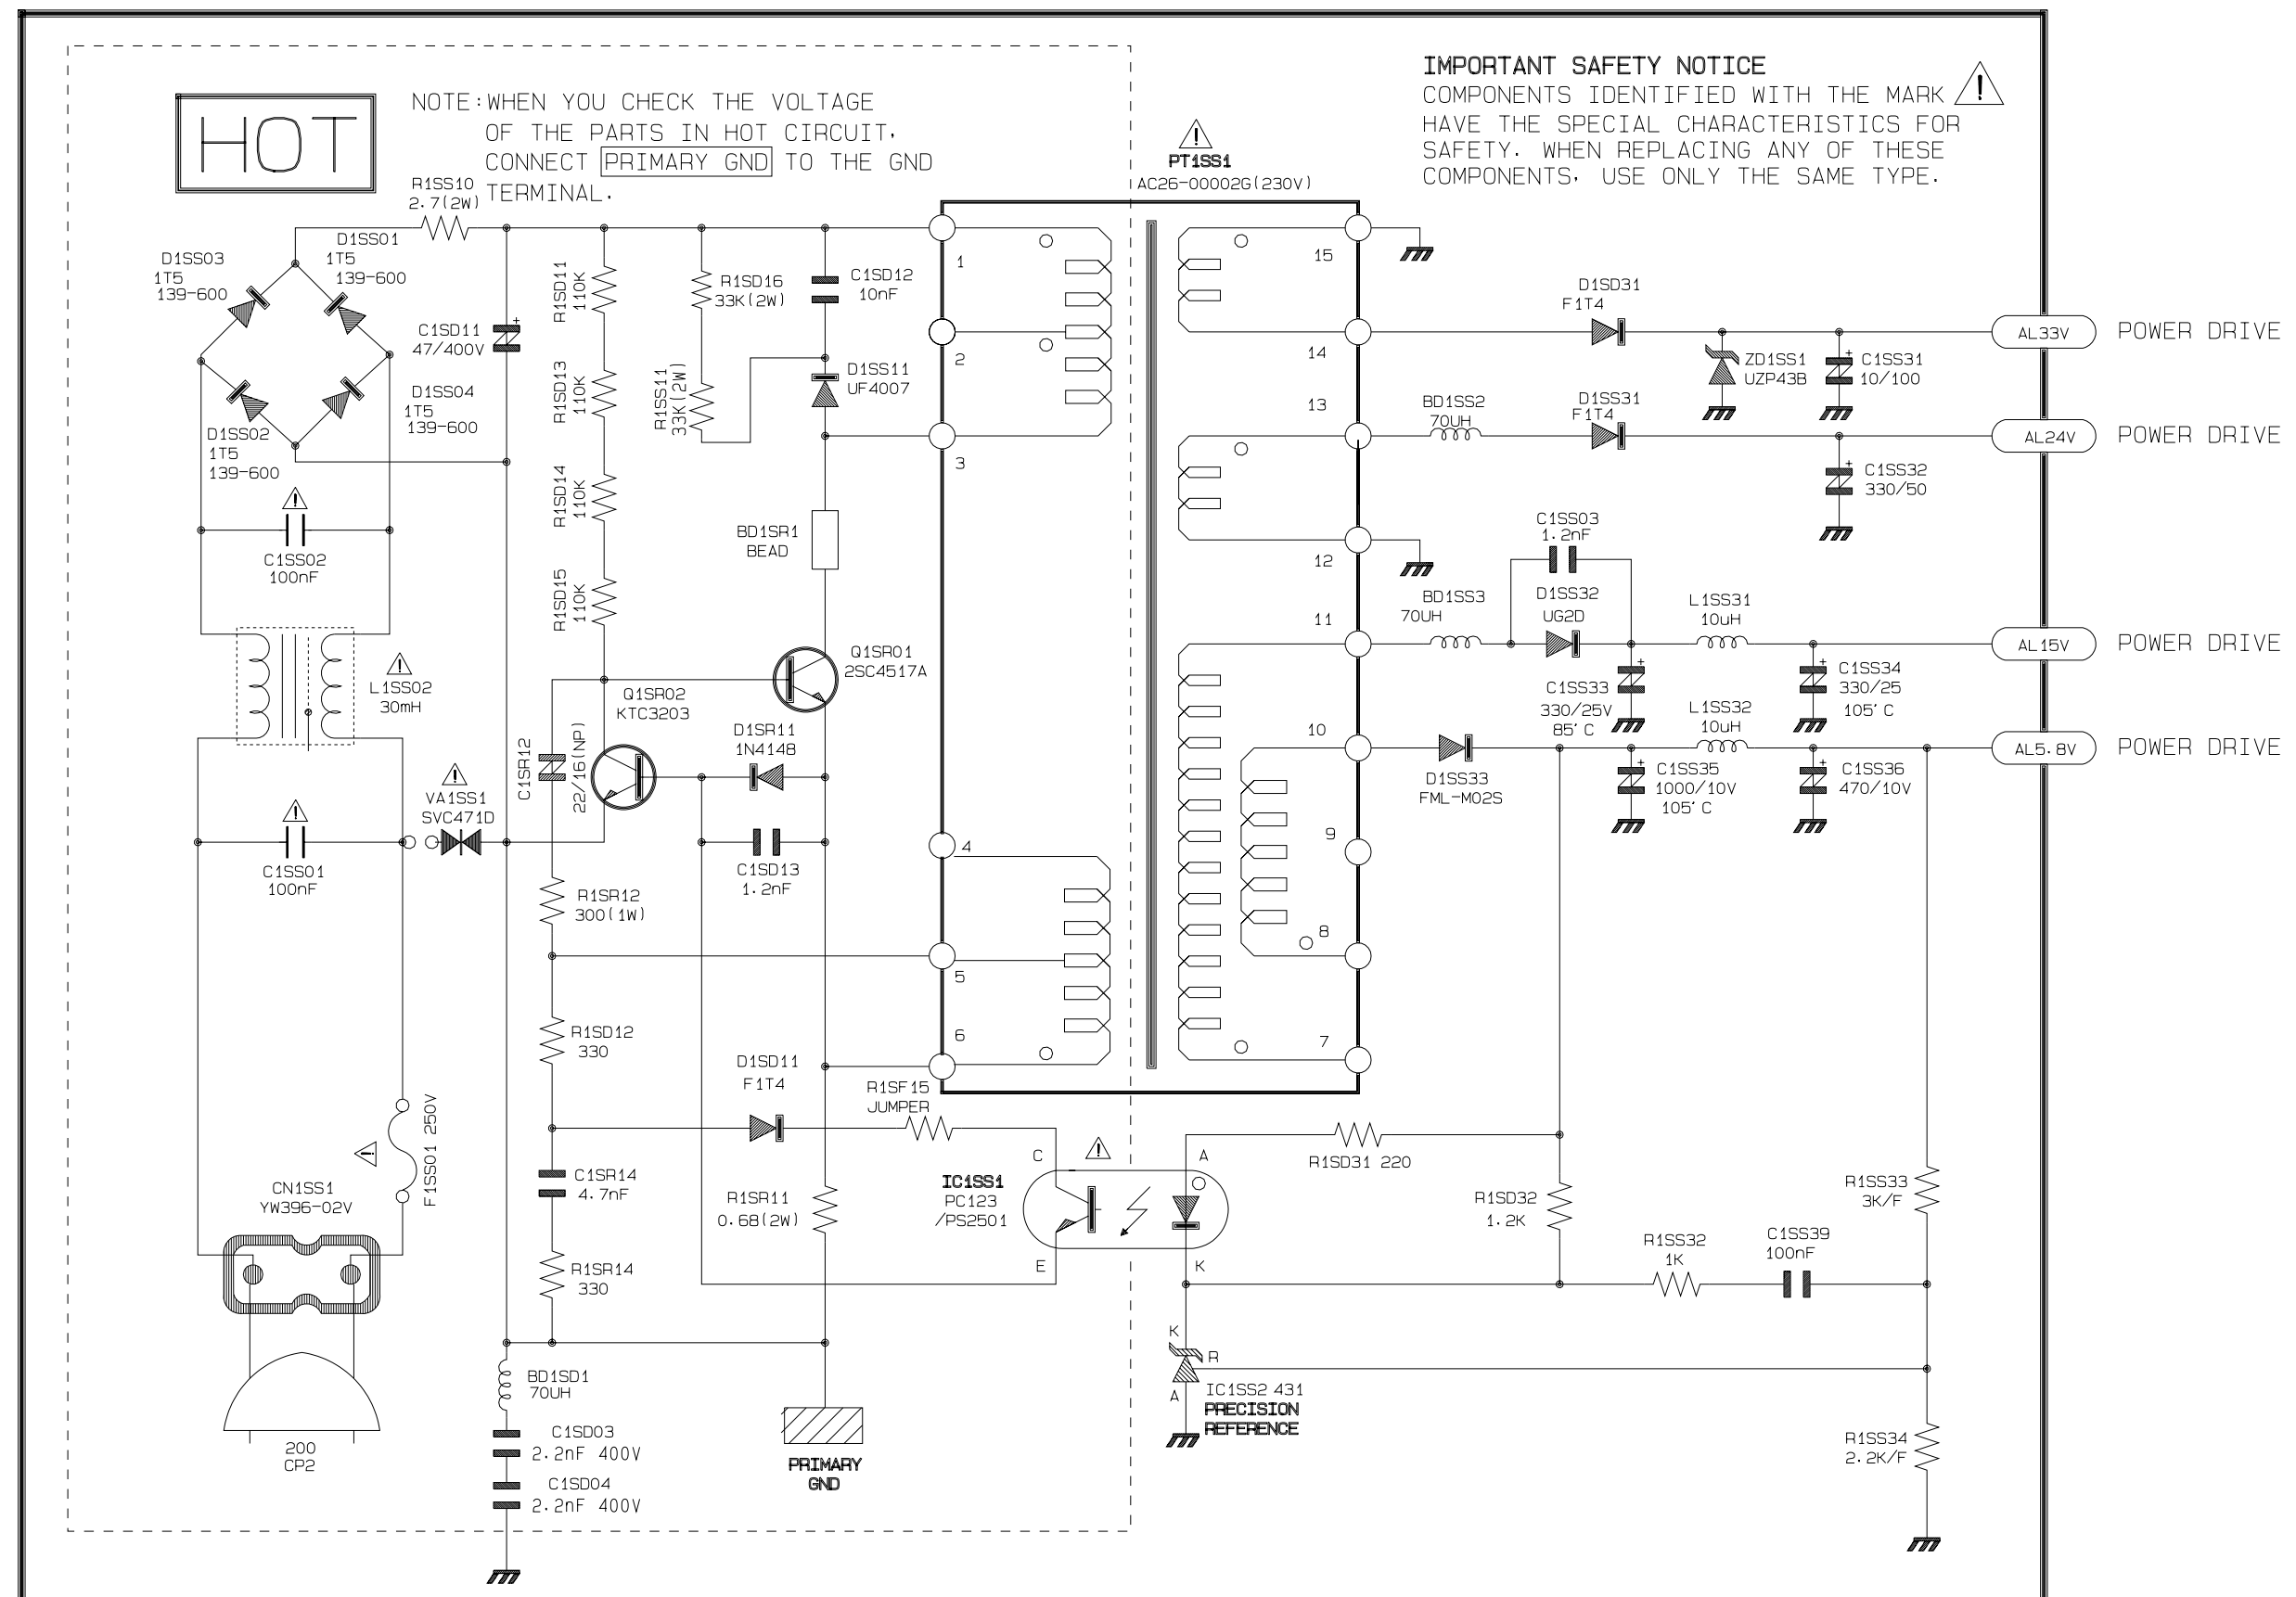 HOT
NOTE:WHEN YOU CHECK THE VOLTAGE
OF THE PARTS IN HOT CIRCUIT,
CONNECT PRIMARY GND TO THE GND
TERMINAL.
IMPORTANT SAFETY NOTICE
COMPONENTS IDENTIFIED WITH THE MARK !
HAVE THE SPECIAL CHARACTERISTICS FOR
SAFETY. WHEN REPLACING ANY OF THESE
COMPONENTS, USE ONLY THE SAME TYPE.
!
PT1SS1
AC26-00002G(230V)
R1SS10
2.7(2W)
D1SS03
1T5
139-600
D1SS01
1T5
139-600
D1SS04
1T5
139-600
D1SS02
1T5
139-600
C1SD11
47/400V
+
R1SD11
110K
R1SD13
110K
R1SD14
110K
R1SD15
110K
R1SD16
33K(2W)
R1SS11
33K(2W)
C1SD12
10nF
D1SS11
UF4007
BD1SR1
BEAD
!
C1SS02
100nF
!
L1SS02
30mH
!
VA1SS1
SVC471D
!
C1SS01
100nF
Q1SR01
2SC4517A
Q1SR02
KTC3203
D1SR11
1N4148
C1SR12
22/16(NP)
C1SD13
1.2nF
R1SR12
300(1W)
R1SD12
330
D1SD11
F1T4
R1SF15
JUMPER
C1SR14
4.7nF
R1SR14
330
R1SR11
0.68(2W)
!
F1SS01 250V
CN1SS1
YW396-02V
200
CP2
BD1SD1
70UH
C1SD03
2.2nF 400V
C1SD04
2.2nF 400V
PRIMARY
GND
1
2
3
4
5
6
15
14
13
12
11
10
9
8
7
D1SD31
F1T4
ZD1SS1
UZP43B
+
C1SS31
10/100
AL33V
POWER DRIVE
BD1SS2
70UH
D1SS31
F1T4
+
C1SS32
330/50
AL24V
POWER DRIVE
C1SS03
1.2nF
BD1SS3
70UH
D1SS32
UG2D
L1SS31
10uH
+
C1SS33
330/25V
85'C
+
C1SS34
330/25
105'C
AL15V
POWER DRIVE
L1SS32
10uH
D1SS33
FML-M02S
+
C1SS35
1000/10V
105'C
+
C1SS36
470/10V
AL5.8V
POWER DRIVE
!
IC1SS1
PC123
/PS2501
C
E
A
K
R1SD31 220
R1SD32
1.2K
R1SS32
1K
C1SS39
100nF
R1SS33
3K/F
R1SS34
2.2K/F
K
R
A
IC1SS2 431
PRECISION
REFERENCE